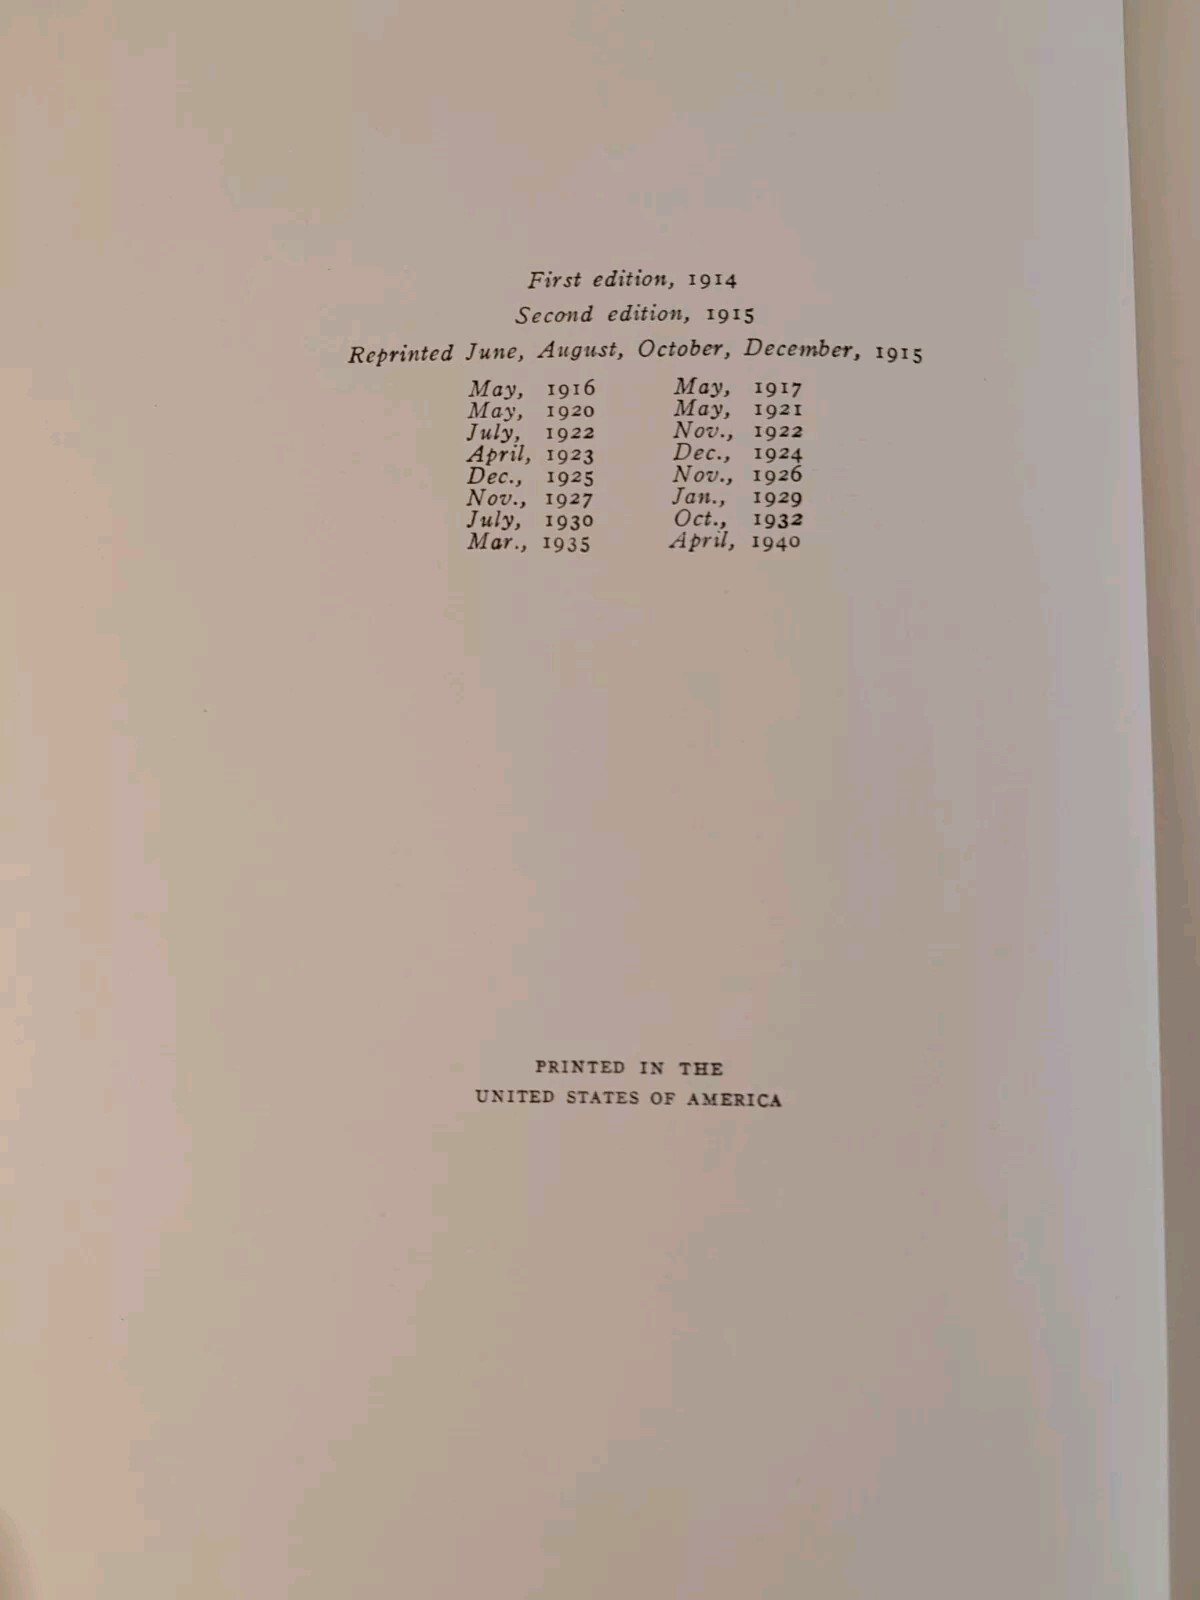 First edition, 1914
Second edition, 1915
Reprinted June, August, October, December, 1915
May, 1916 May, 1917
May, 1920 May, 1921
July, 1922 Nov., 1922
April, 1923 Dec., 1924
Dec., 1925 Nov., 1926
Nov., 1927 Jan., 1929
July, 1930 Oct., 1932
Mar., 1935 April, 1940
PRINTED IN THE
UNITED STATES OF AMERICA